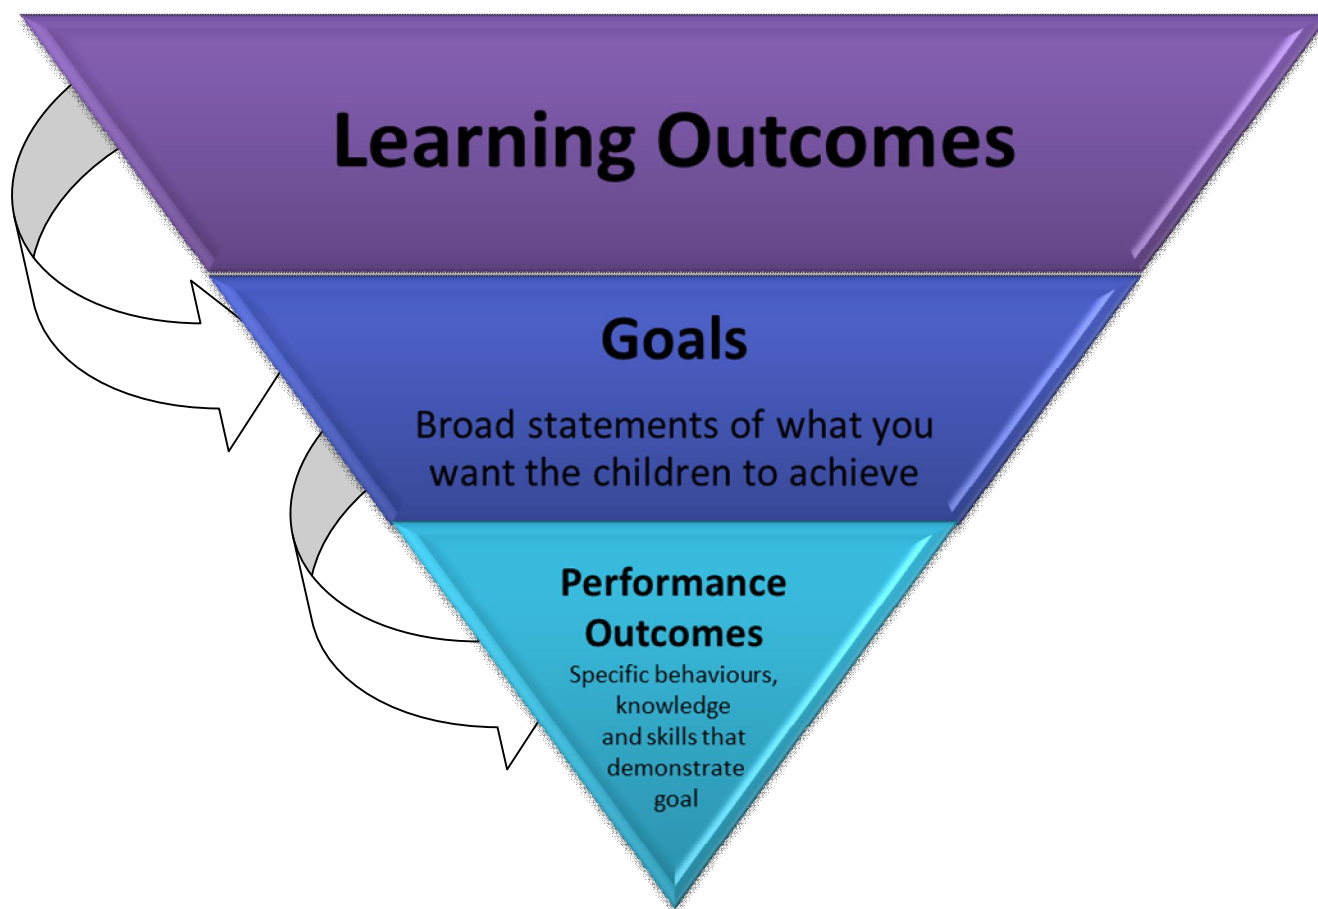 Learning Outcomes
Goals
Broad statements of what you
want the children to achieve
Performance
Outcomes
Specific behaviours,
knowledge
and skills that
demonstrate
goal